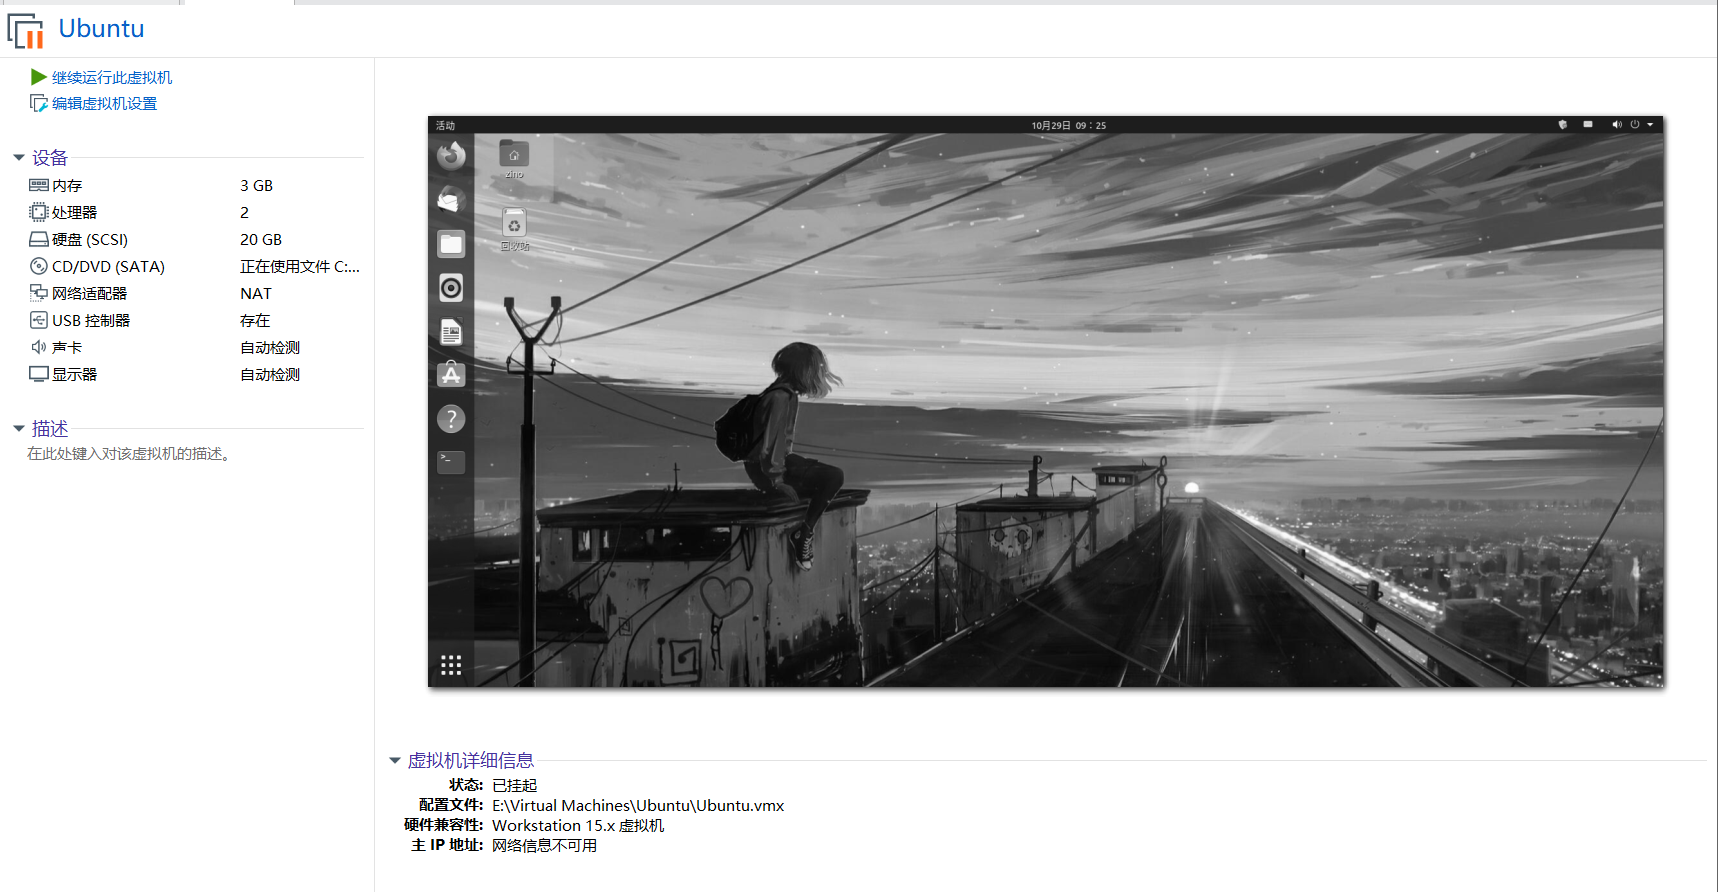 Ubuntu
继续运行此虚拟机
编辑虚拟机设置
设备
内存 3 GB
处理器 2
硬盘 (SCSI) 20 GB
CD/DVD (SATA) 正在使用文件 C:...
网络适配器 NAT
USB 控制器 存在
声卡 自动检测
显示器 自动检测
描述
在此处键入对该虚拟机的描述。
活动 10月29日 09：25
zino
回收站
虚拟机详细信息
状态: 已挂起
配置文件: E:\Virtual Machines\Ubuntu\Ubuntu.vmx
硬件兼容性: Workstation 15.x 虚拟机
主 IP 地址: 网络信息不可用